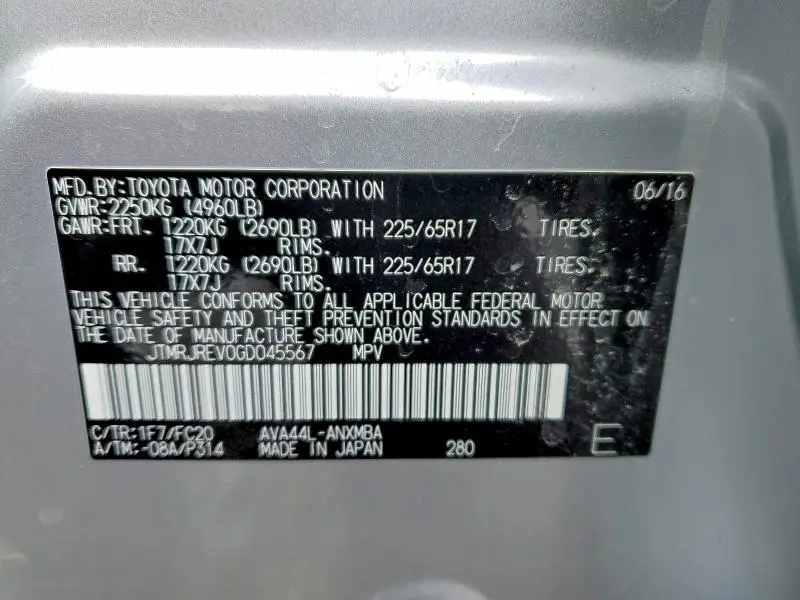 MFD.BY:TOYOTA MOTOR CORPORATION 06/16
GVWR:2250KG (4960LB)
GAWR:FRT. 1220KG (2690LB) WITH 225/65R17 TIRES.
17X7J RIMS.
RR. 1220KG (2690LB) WITH 225/65R17 TIRES.
17X7J RIMS.
THIS VEHICLE CONFORMS TO ALL APPLICABLE FEDERAL MOTOR
VEHICLE SAFETY AND THEFT PREVENTION STANDARDS IN EFFECT ON
THE DATE OF MANUFACTURE SHOWN ABOVE.
JTMRJREV0GD045567 MPV
C/TR:1F7/FC20 AVA44L-ANXMBA
A/TM:-08A/P314 MADE IN JAPAN 280 E